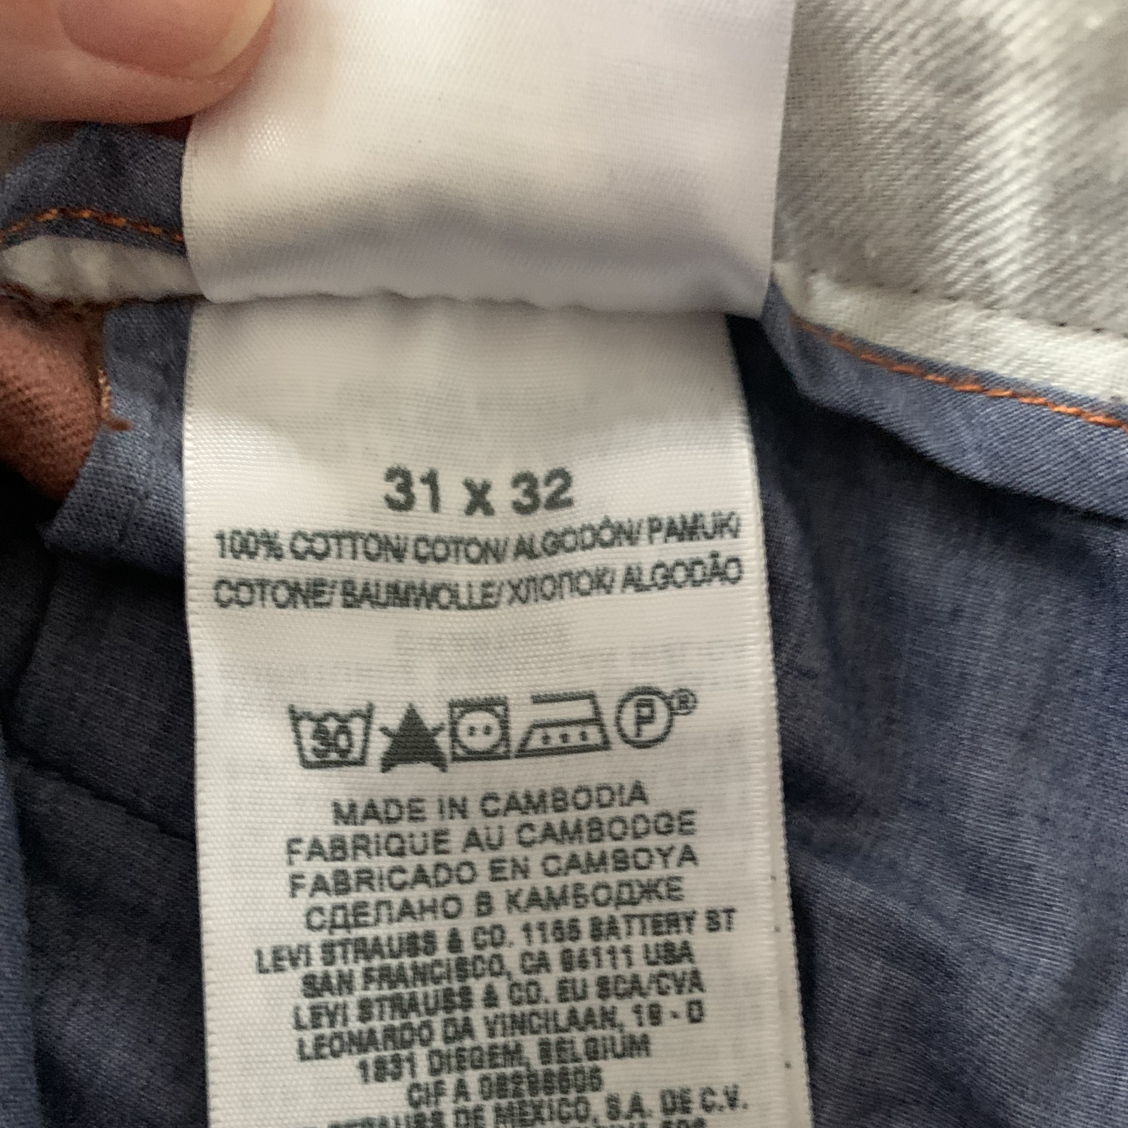 31 x 32
100% COTTON/ COTON/ ALGODÓN/ PAMUK/
COTONE/ BAUMWOLLE/ ХЛОПОК/ ALGODÃO
30 P®
MADE IN CAMBODIA
FABRIQUE AU CAMBODGE
FABRICADO EN CAMBOYA
СДЕЛАНО В КАМБОДЖЕ
LEVI STRAUSS & CO. 1155 BATTERY ST
SAN FRANCISCO, CA 94111 USA
LEVI STRAUSS & CO. EU SCA/CVA
LEONARDO DA VINCILAAN, 19 - D
1831 DIEGEM, BELGIUM
CIF A
STRAUSS DE MEXICO, S.A. DE C.V.